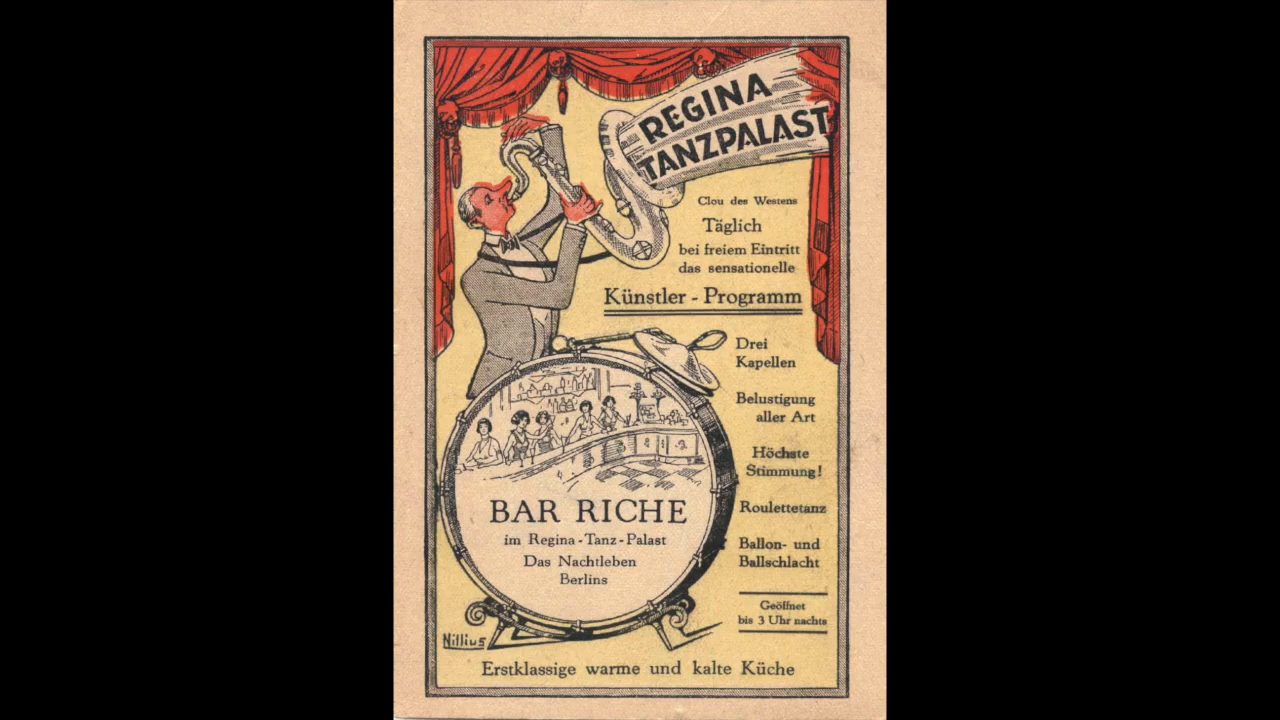 REGINA
TANZPALAST
Clou des Westens
Täglich
bei freiem Eintritt
das sensationelle
Künstler - Programm
Drei
Kapellen
Belustigung
aller Art
Höchste
Stimmung!
Roulettetanz
Ballon- und
Ballschlacht
Geöffnet
bis 3 Uhr nachts
BAR RICHE
im Regina - Tanz - Palast
Das Nachtleben
Berlins
Nillius
Erstklassige warme und kalte Küche